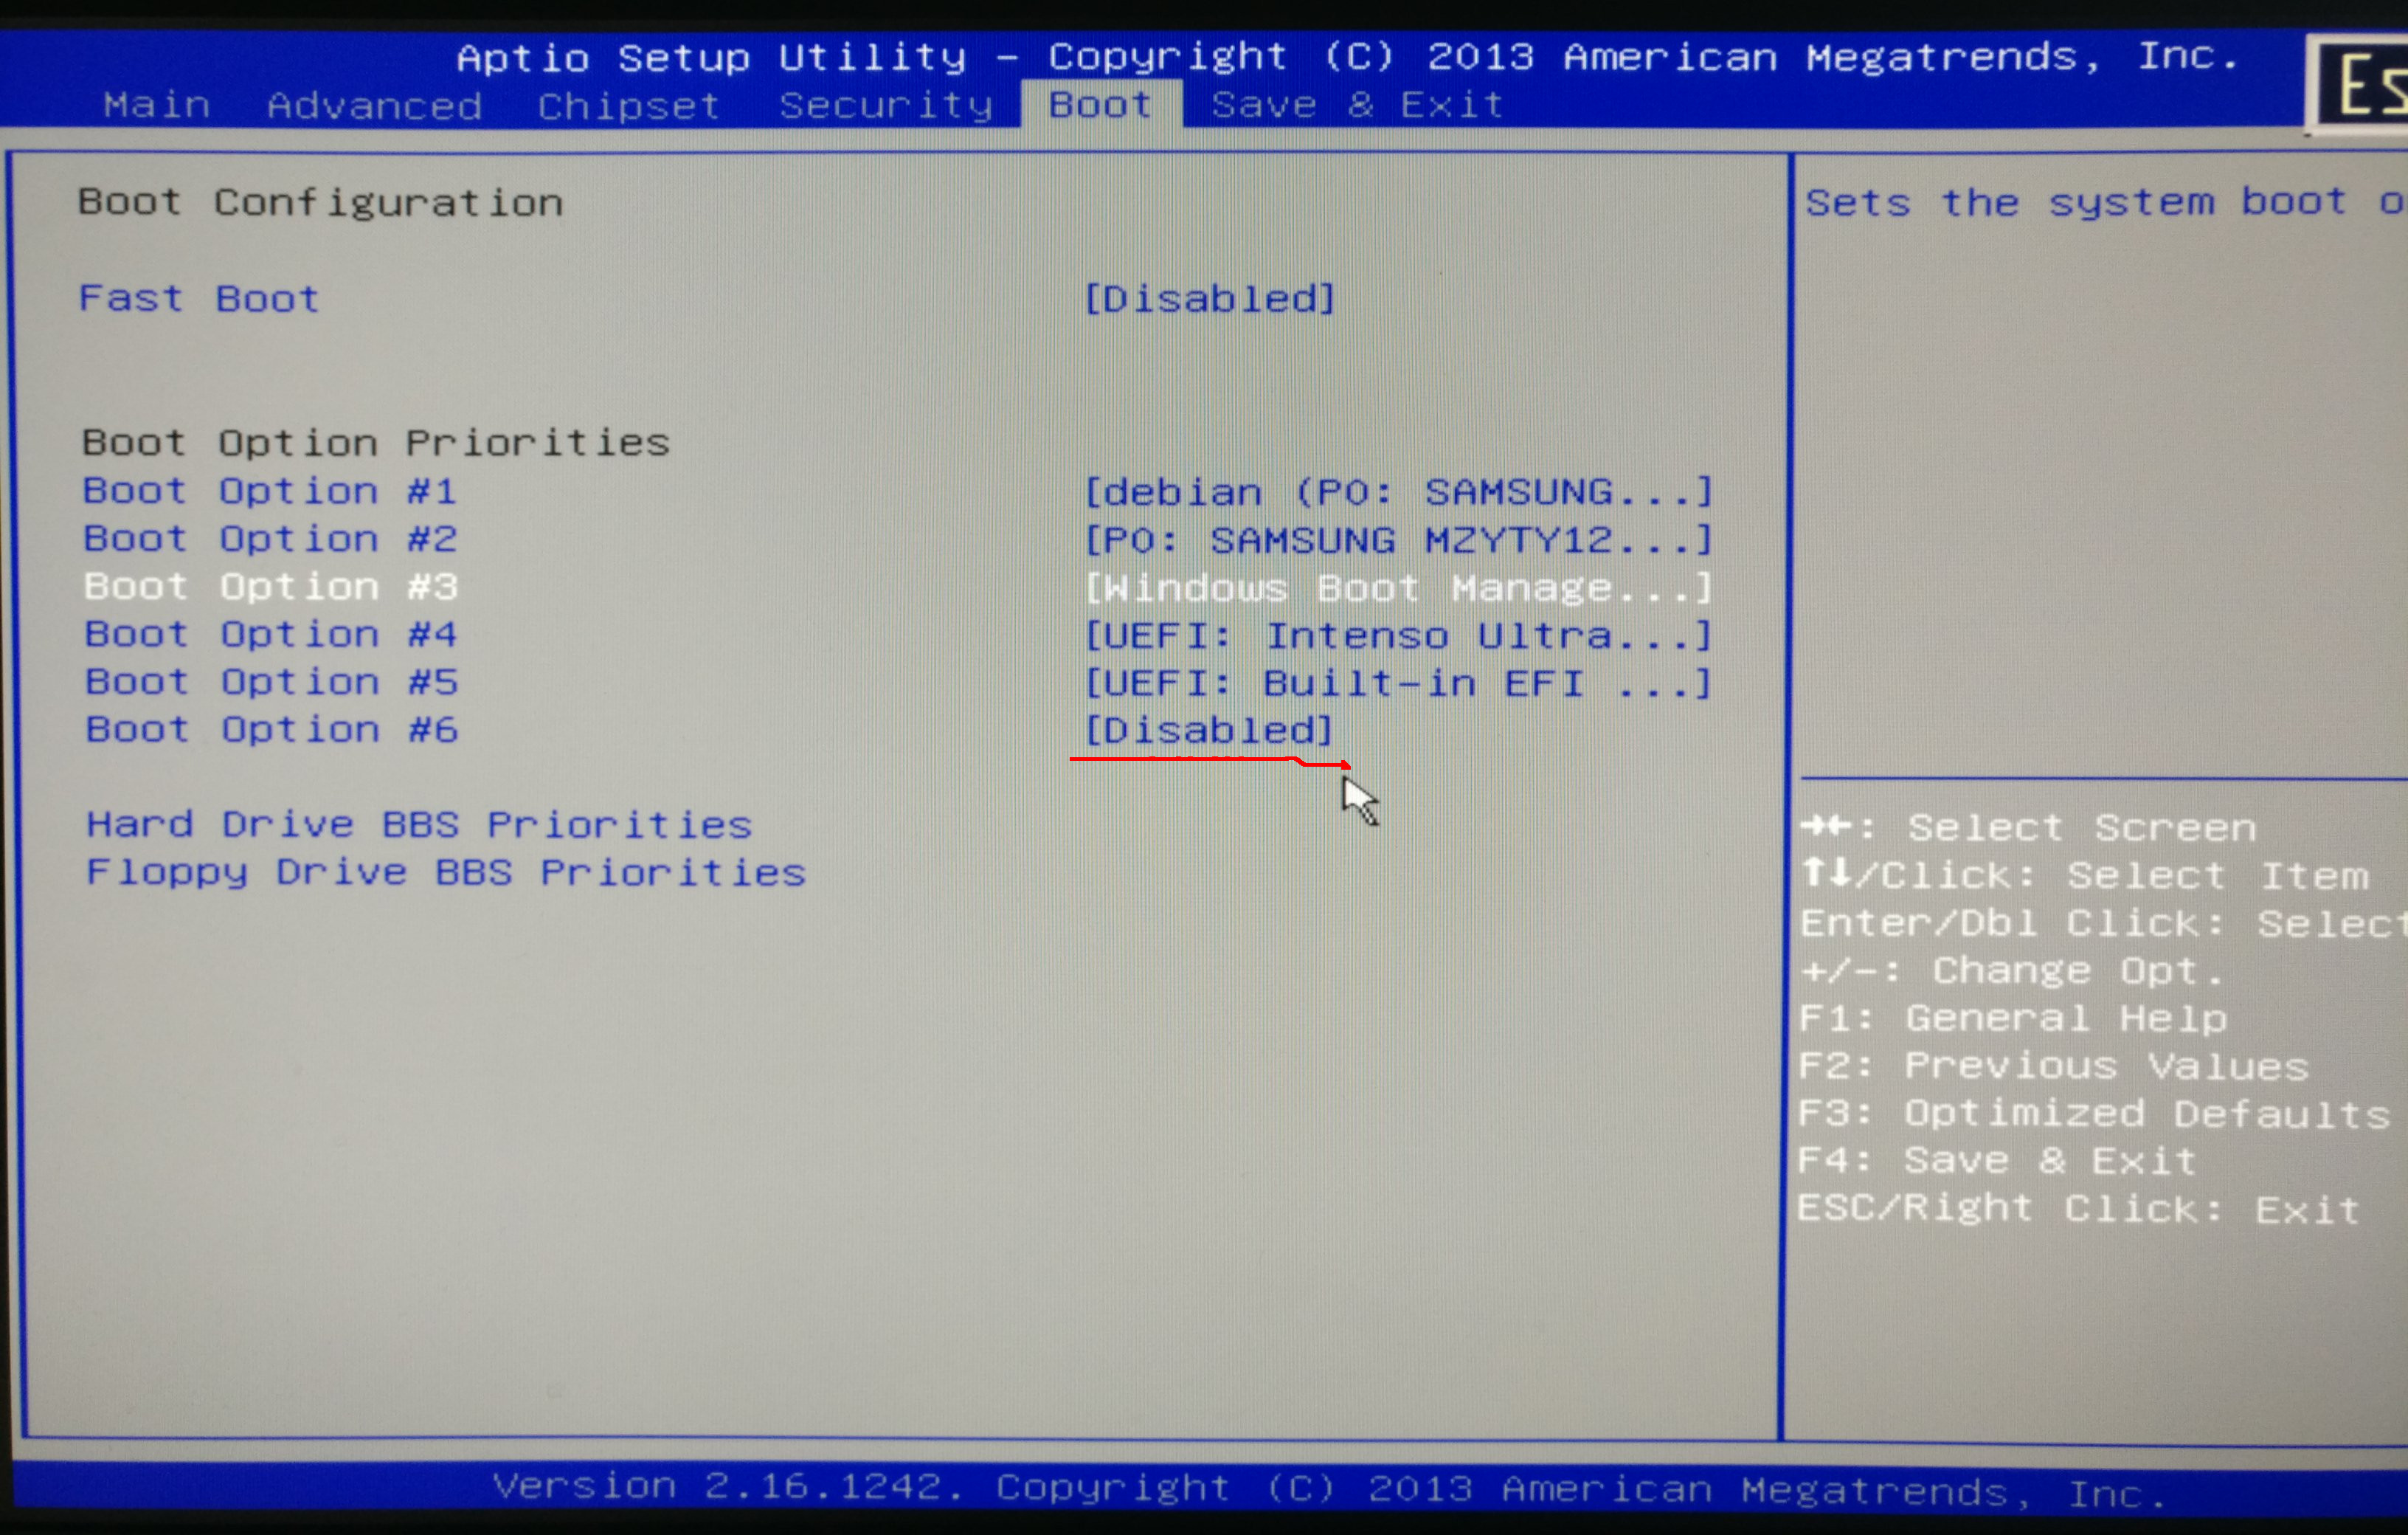 Aptio Setup Utility – Copyright (C) 2013 American Megatrends, Inc.
Main Advanced Chipset Security Boot Save & Exit
Boot Configuration
Fast Boot [Disabled]
Boot Option Priorities
Boot Option #1 [debian (P0: SAMSUNG...]
Boot Option #2 [P0: SAMSUNG MZYTY12...]
Boot Option #3 [Windows Boot Manage...]
Boot Option #4 [UEFI: Intenso Ultra...]
Boot Option #5 [UEFI: Built-in EFI ...]
Boot Option #6 [Disabled]
Hard Drive BBS Priorities
Floppy Drive BBS Priorities
Sets the system boot
→←: Select Screen
↑↓/Click: Select Item
Enter/Dbl Click: Select
+/-: Change Opt.
F1: General Help
F2: Previous Values
F3: Optimized Defaults
F4: Save & Exit
ESC/Right Click: Exit
Version 2.16.1242. Copyright (C) 2013 American Megatrends, Inc.